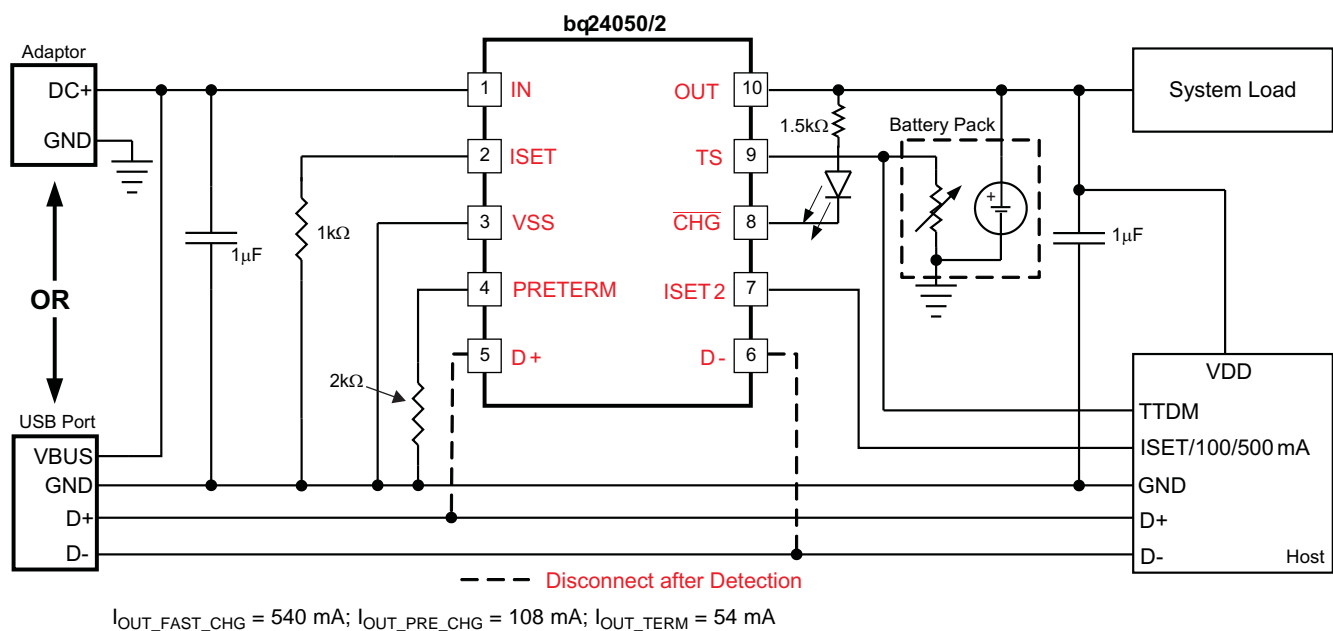 bq24050/2
Adaptor
DC+
GND
OR
USB Port
VBUS
GND
D+
D-
1μF
1kΩ
2kΩ
1 IN
2 ISET
3 VSS
4 PRETERM
5 D+
OUT 10
TS 9
CHG 8
ISET2 7
D- 6
1.5kΩ
Battery Pack
+
1μF
System Load
VDD
TTDM
ISET/100/500 mA
GND
D+
D-
Host
Disconnect after Detection
I_OUT_FAST_CHG = 540 mA; I_OUT_PRE_CHG = 108 mA; I_OUT_TERM = 54 mA